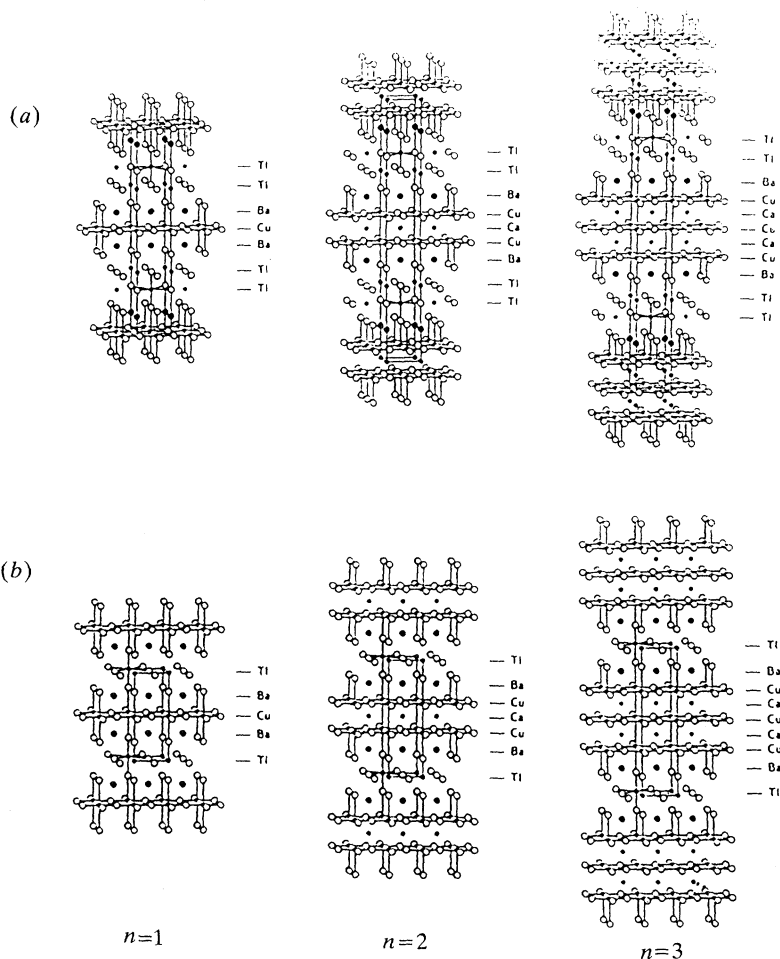 (a)
— Tl
— Tl
— Ba
— Cu
— Ba
— Tl
— Tl
— Tl
— Tl
— Ba
— Cu
— Ca
— Cu
— Ba
— Tl
— Tl
— Tl
— Tl
— Ba
— Cu
— Ca
— Cu
— Ca
— Cu
— Ba
— Tl
— Tl
(b)
— Tl
— Ba
— Cu
— Ba
— Tl
— Tl
— Ba
— Cu
— Ca
— Cu
— Ba
— Tl
— Tl
— Ba
— Cu
— Ca
— Cu
— Ca
— Cu
— Ba
— Tl
n=1
n=2
n=3